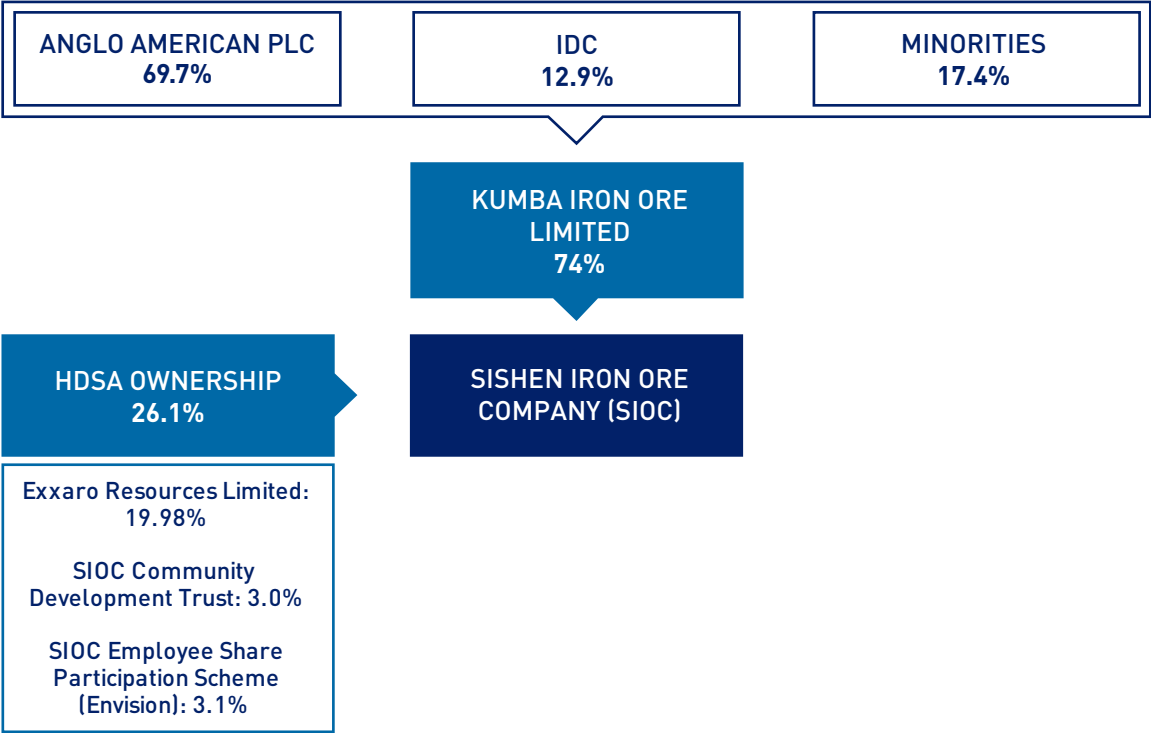 ANGLO AMERICAN PLC
69.7%
IDC
12.9%
MINORITIES
17.4%
KUMBA IRON ORE
LIMITED
74%
HDSA OWNERSHIP
26.1%
SISHEN IRON ORE
COMPANY (SIOC)
Exxaro Resources Limited:
19.98%
SIOC Community
Development Trust: 3.0%
SIOC Employee Share
Participation Scheme
(Envision): 3.1%